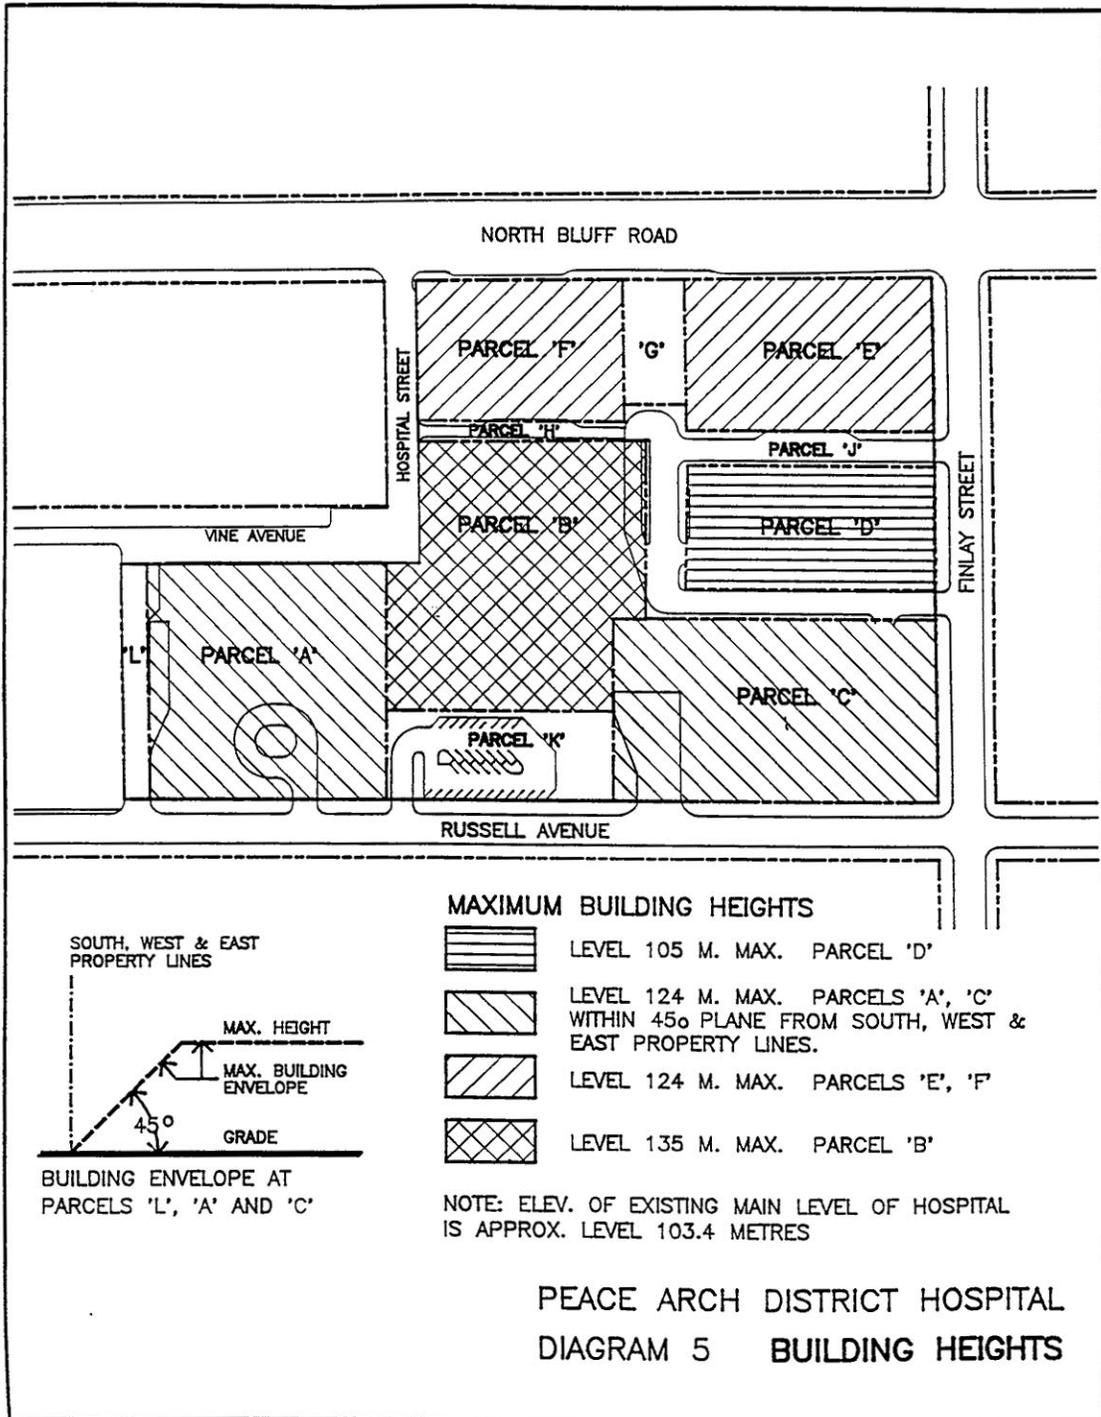 NORTH BLUFF ROAD
PARCEL 'F'
'G'
PARCEL 'E'
HOSPITAL STREET
PARCEL 'H'
PARCEL 'J'
VINE AVENUE
PARCEL 'B'
PARCEL 'D'
FINLAY STREET
'L'
PARCEL 'A'
PARCEL 'C'
PARCEL 'K'
RUSSELL AVENUE
MAXIMUM BUILDING HEIGHTS
LEVEL 105 M. MAX. PARCEL 'D'
LEVEL 124 M. MAX. PARCELS 'A', 'C'
WITHIN 45o PLANE FROM SOUTH, WEST &
EAST PROPERTY LINES.
LEVEL 124 M. MAX. PARCELS 'E', 'F'
LEVEL 135 M. MAX. PARCEL 'B'
NOTE: ELEV. OF EXISTING MAIN LEVEL OF HOSPITAL
IS APPROX. LEVEL 103.4 METRES
SOUTH, WEST & EAST
PROPERTY LINES
MAX. HEIGHT
MAX. BUILDING
ENVELOPE
45°
GRADE
BUILDING ENVELOPE AT
PARCELS 'L', 'A' AND 'C'
PEACE ARCH DISTRICT HOSPITAL
DIAGRAM 5 BUILDING HEIGHTS